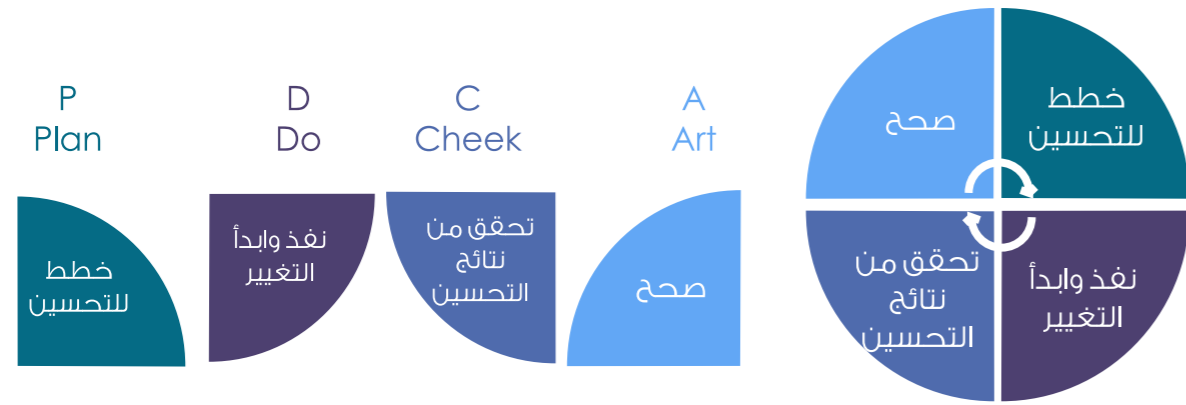 P
Plan
D
Do
C
Cheek
A
Art
خطط
للتحسين
نفذ وابدأ
التغيير
تحقق من
نتائج
التحسين
صحح
صحح
خطط
للتحسين
تحقق من
نتائج
التحسين
نفذ وابدأ
التغيير